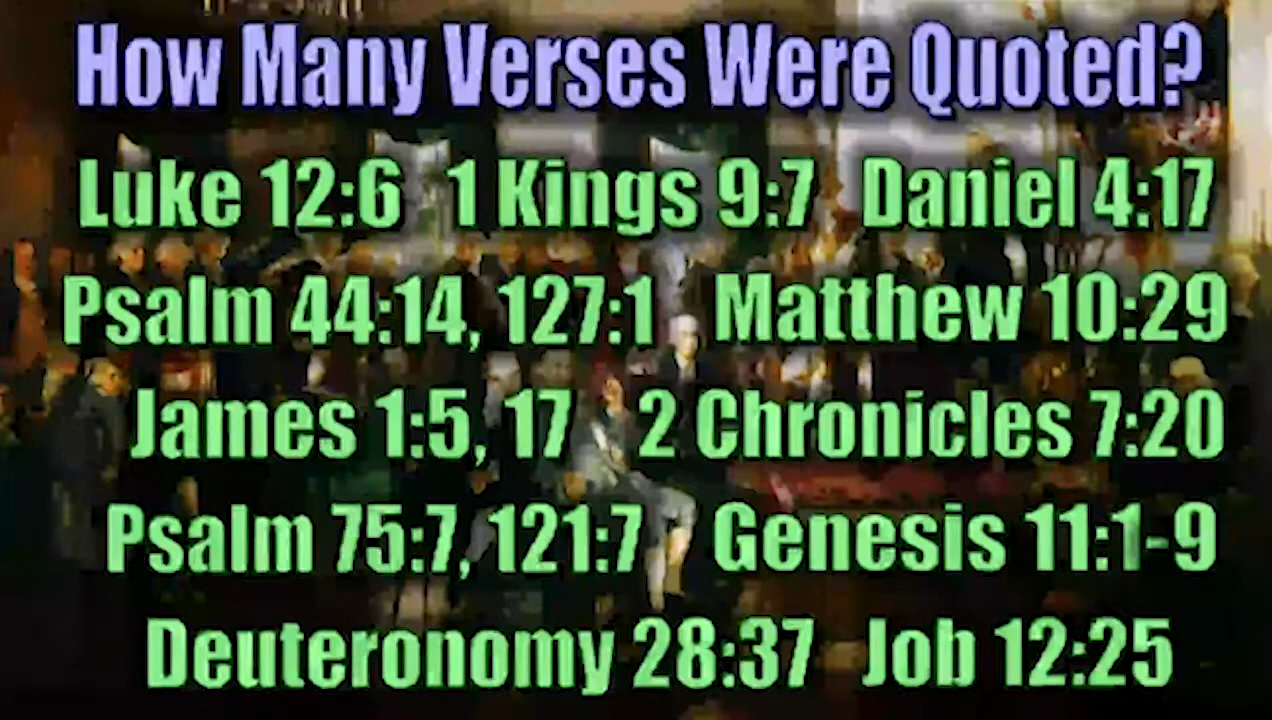 How Many Verses Were Quoted?
Luke 12:6 1 Kings 9:7 Daniel 4:17
Psalm 44:14, 127:1 Matthew 10:29
James 1:5, 17 2 Chronicles 7:20
Psalm 75:7, 121:7 Genesis 11:1-9
Deuteronomy 28:37 Job 12:25